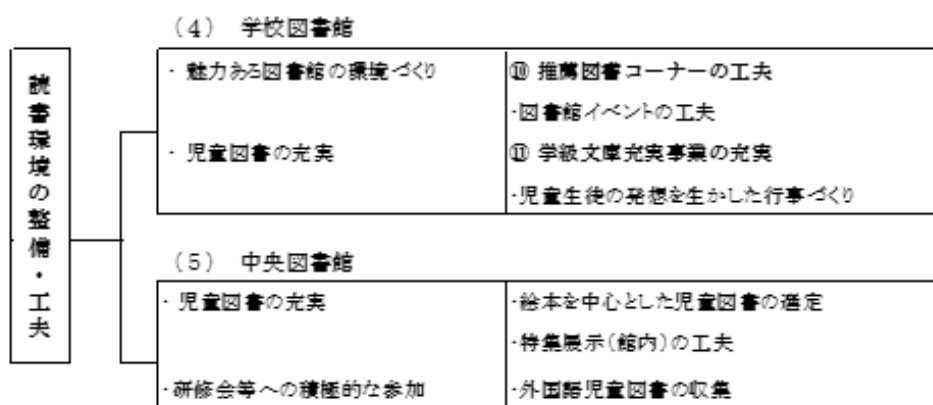 読書環境の整備・工夫
(4) 学校図書館
・ 魅力ある図書館の環境づくり
⑩ 推薦図書コーナーの工夫
・図書館イベントの工夫
・ 児童図書の充実
⑪ 学級文庫充実事業の充実
・児童生徒の発想を生かした行事づくり
(5) 中央図書館
・ 児童図書の充実
・絵本を中心とした児童図書の選定
・特集展示(館内)の工夫
・研修会等への積極的な参加
・外国語児童図書の収集